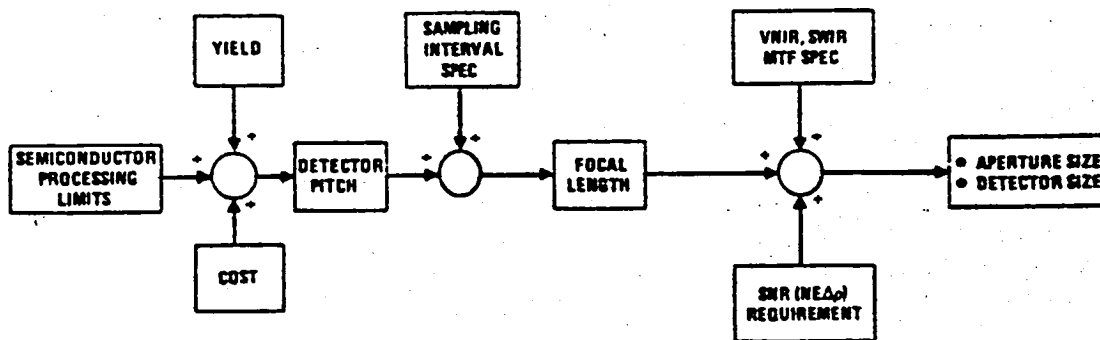 YIELD
SAMPLING
INTERVAL
SPEC
VNIR, SWIR
MTF SPEC
SEMICONDUCTOR
PROCESSING
LIMITS
+
+
+
DETECTOR
PITCH
+
+
FOCAL
LENGTH
+
+
+
● APERTURE SIZE
● DETECTOR SIZE
COST
SNR (NEΔρ)
REQUIREMENT